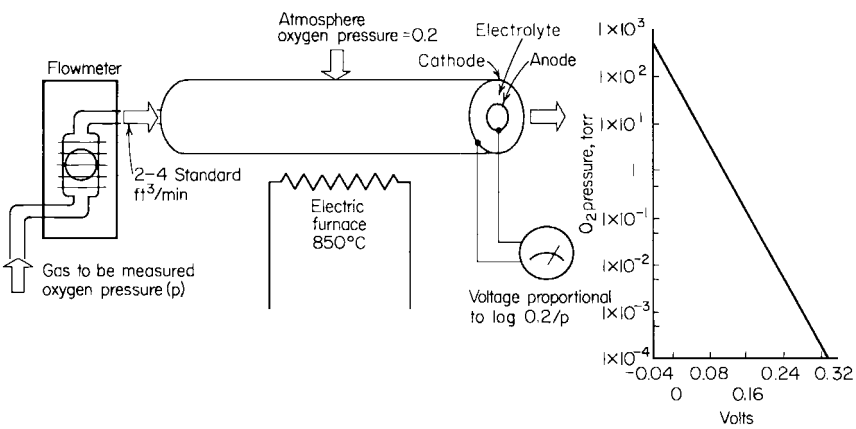 Atmosphere
oxygen pressure = 0.2
Electrolyte
Cathode
Anode
Flowmeter
2–4 Standard
ft³/min
Electric
furnace
850°C
Gas to be measured
oxygen pressure (p)
Voltage proportional
to log 0.2/p
O₂ pressure, torr
1×10³
1×10²
1×10¹
1
1×10⁻¹
1×10⁻²
1×10⁻³
1×10⁻⁴
-0.04 0.08 0.24 0.32
0 0.16
Volts